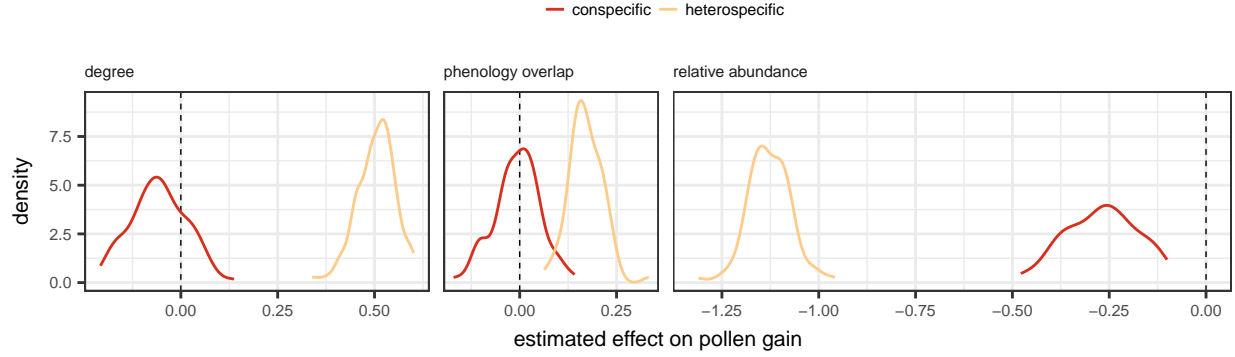 conspecific heterospecific
degree phenology overlap relative abundance
density
7.5
5.0
2.5
0.0
0.00 0.25 0.50 0.00 0.25 −1.25 −1.00 −0.75 −0.50 −0.25 0.00
estimated effect on pollen gain